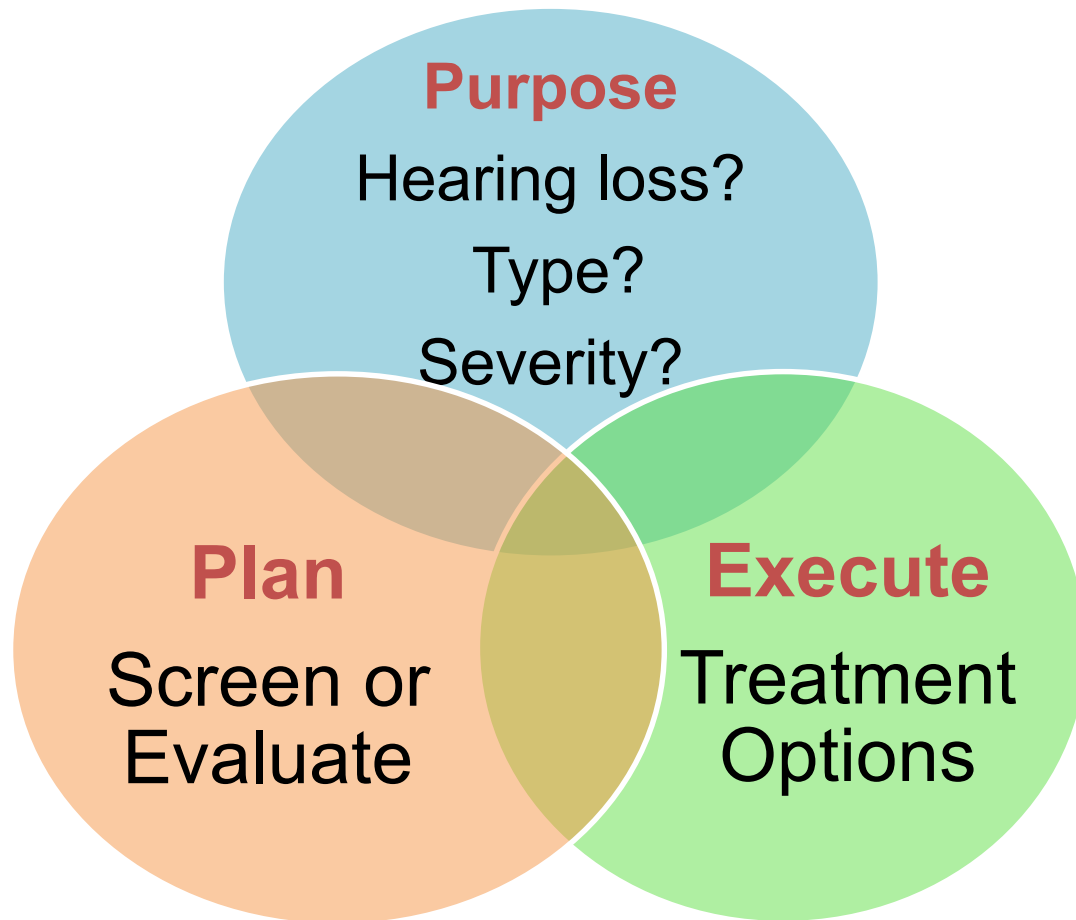 Purpose
Hearing loss?
Type?
Severity?
Plan
Screen or
Evaluate
Execute
Treatment
Options